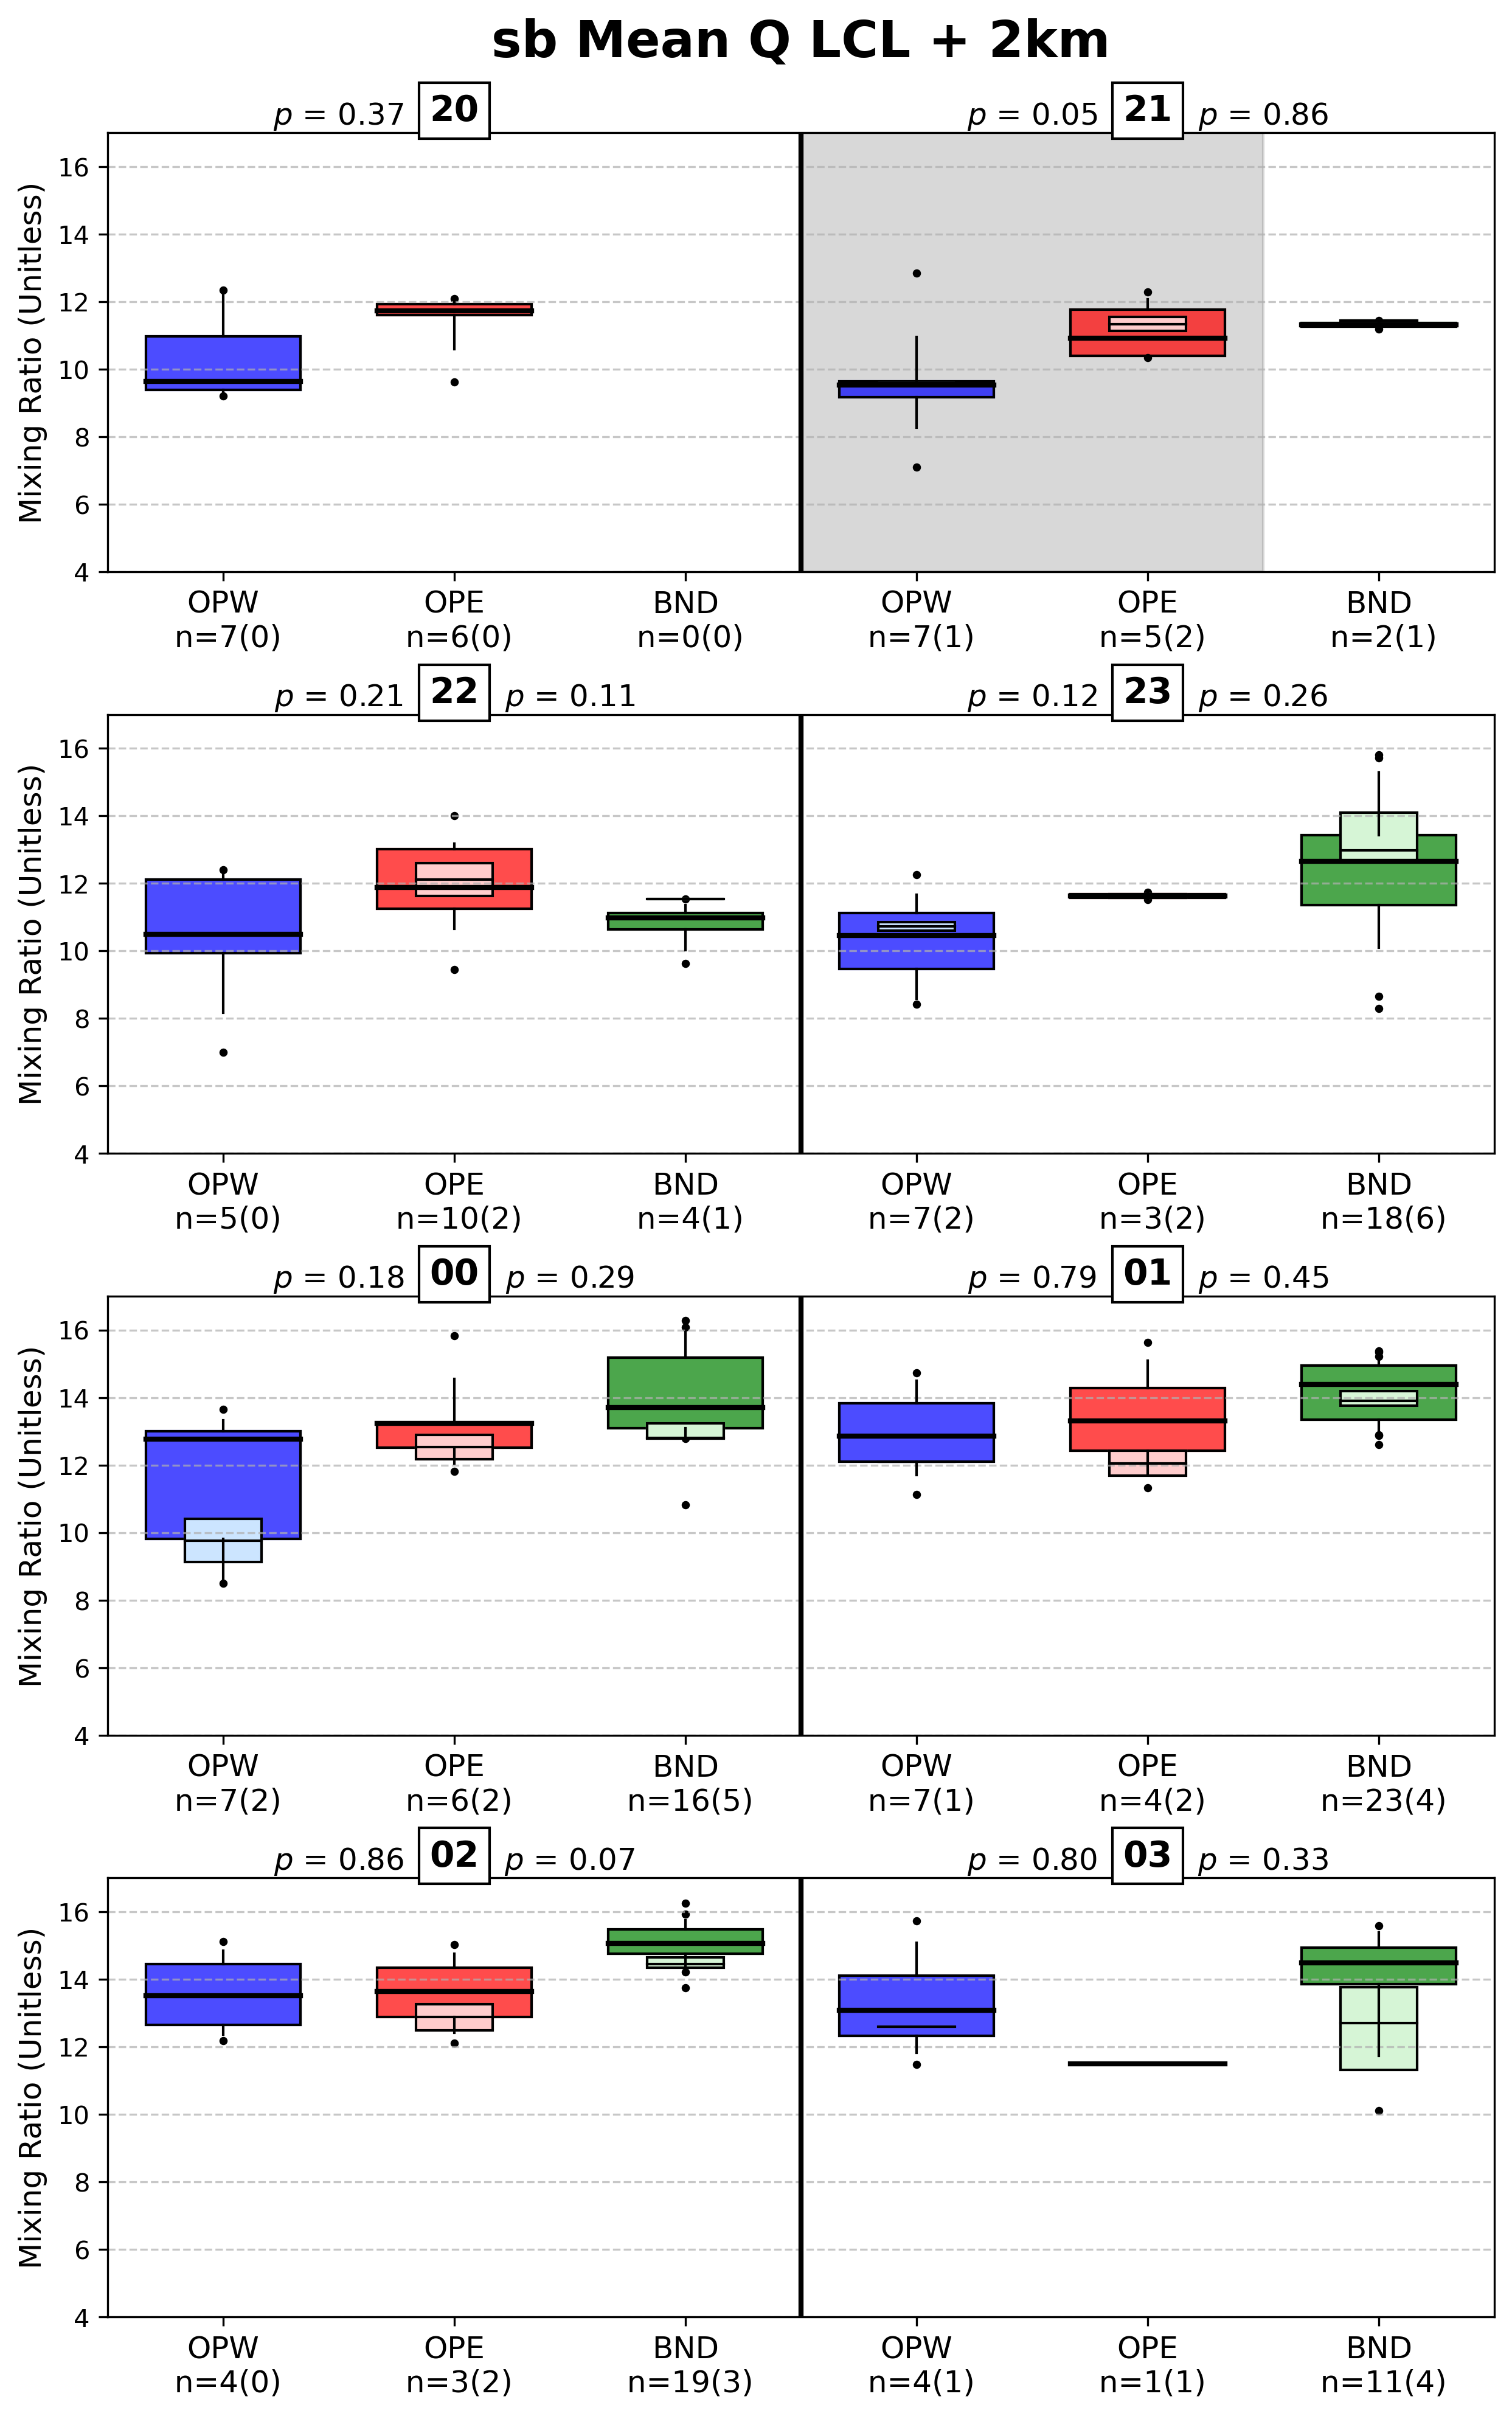 sb Mean Q LCL + 2km
p = 0.37 20 p = 0.05 21 p = 0.86
Mixing Ratio (Unitless)
16
14
12
10
8
6
4
OPW OPE BND OPW OPE BND
n=7(0) n=6(0) n=0(0) n=7(1) n=5(2) n=2(1)
p = 0.21 22 p = 0.11 p = 0.12 23 p = 0.26
Mixing Ratio (Unitless)
16
14
12
10
8
6
4
OPW OPE BND OPW OPE BND
n=5(0) n=10(2) n=4(1) n=7(2) n=3(2) n=18(6)
p = 0.18 00 p = 0.29 p = 0.79 01 p = 0.45
Mixing Ratio (Unitless)
16
14
12
10
8
6
4
OPW OPE BND OPW OPE BND
n=7(2) n=6(2) n=16(5) n=7(1) n=4(2) n=23(4)
p = 0.86 02 p = 0.07 p = 0.80 03 p = 0.33
Mixing Ratio (Unitless)
16
14
12
10
8
6
4
OPW OPE BND OPW OPE BND
n=4(0) n=3(2) n=19(3) n=4(1) n=1(1) n=11(4)